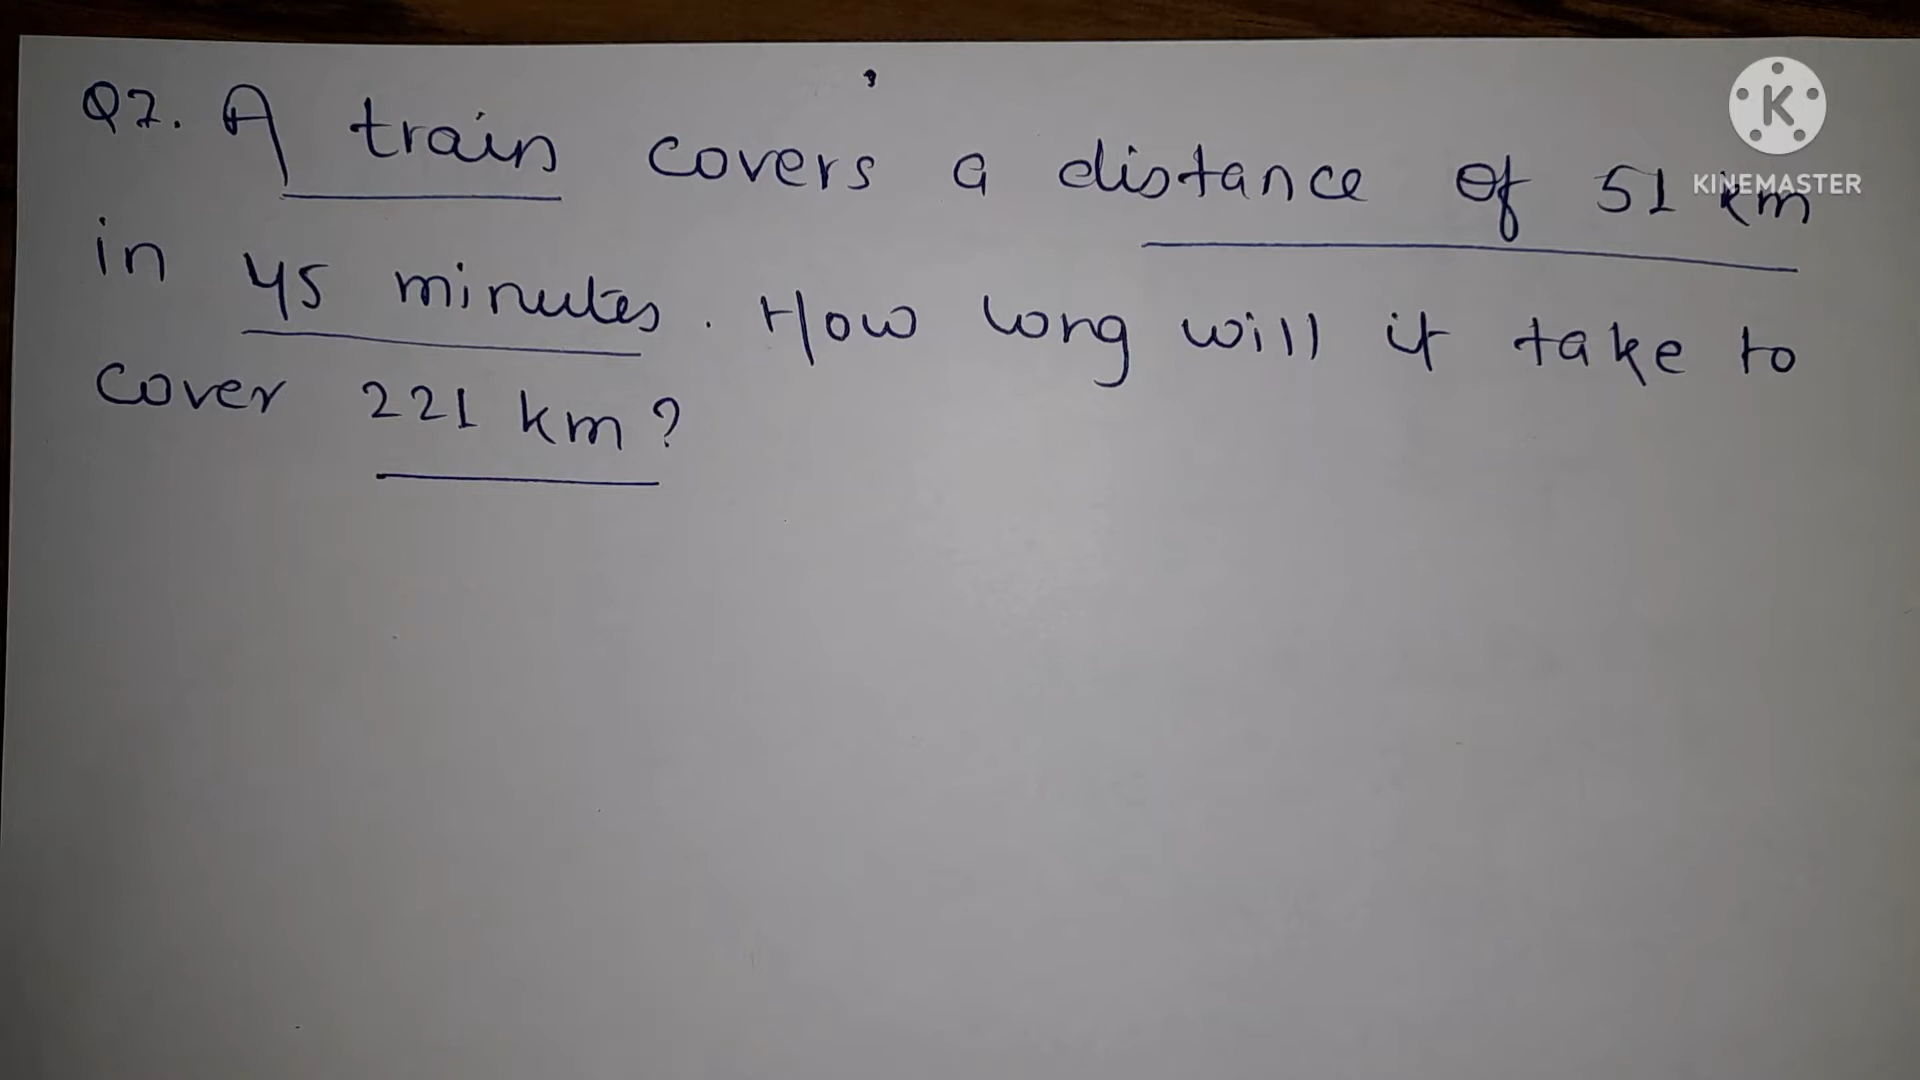 Q7. A train covers a distance of 51 km
in 45 minutes. How long will it take to
cover 221 km?
K
KINEMASTER